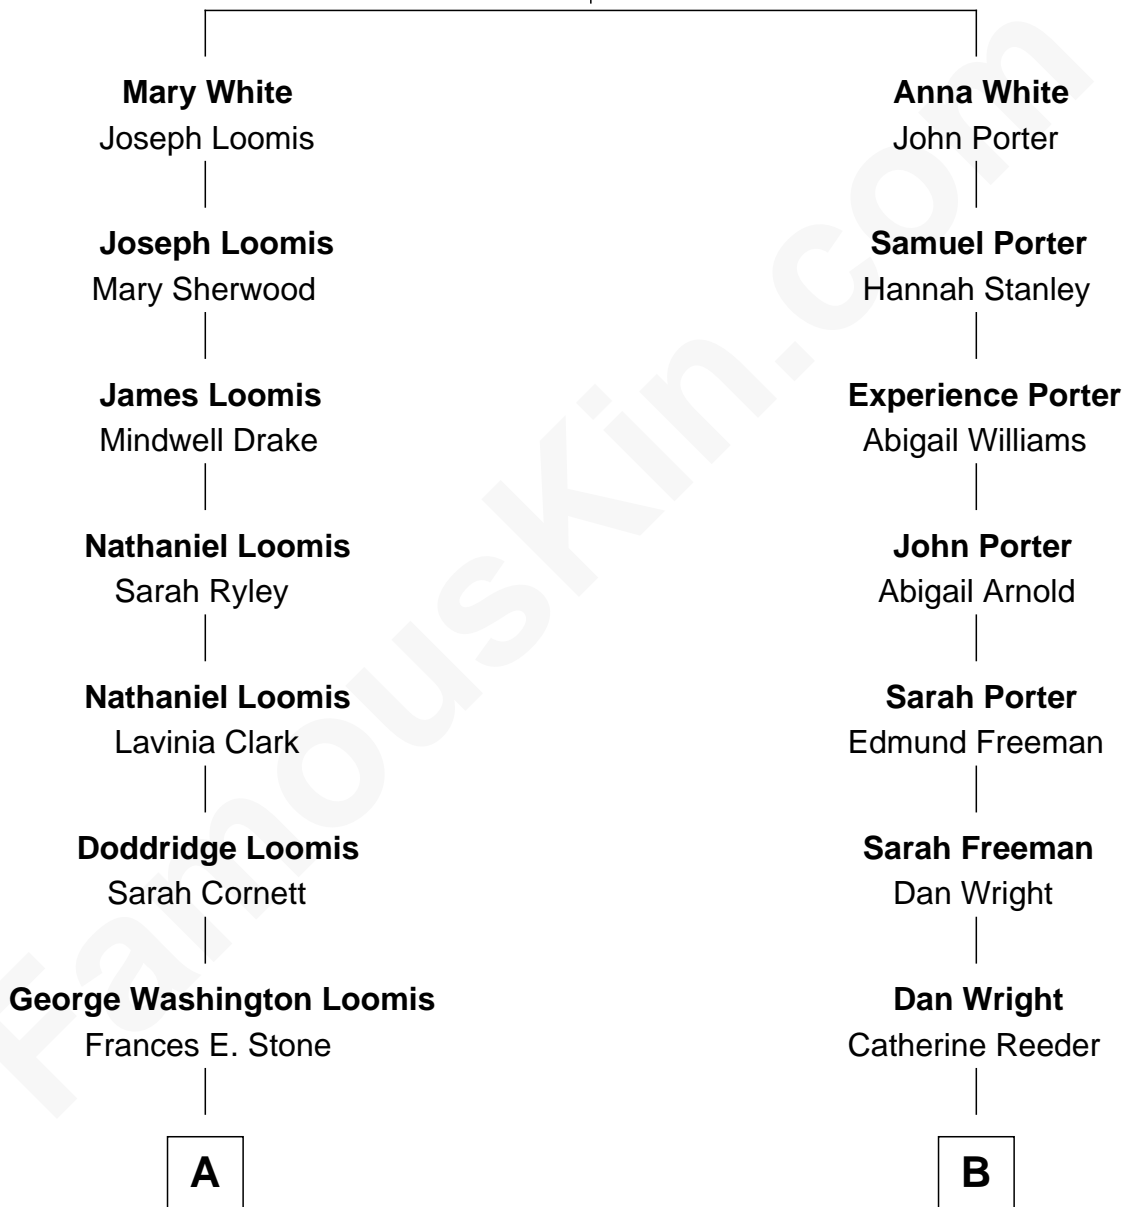 Mary White
Joseph Loomis
Joseph Loomis
Mary Sherwood
James Loomis
Mindwell Drake
Nathaniel Loomis
Sarah Ryley
Nathaniel Loomis
Lavinia Clark
Doddridge Loomis
Sarah Cornett
George Washington Loomis
Frances E. Stone
A
Anna White
John Porter
Samuel Porter
Hannah Stanley
Experience Porter
Abigail Williams
John Porter
Abigail Arnold
Sarah Porter
Edmund Freeman
Sarah Freeman
Dan Wright
Dan Wright
Catherine Reeder
B
FamousKin.com